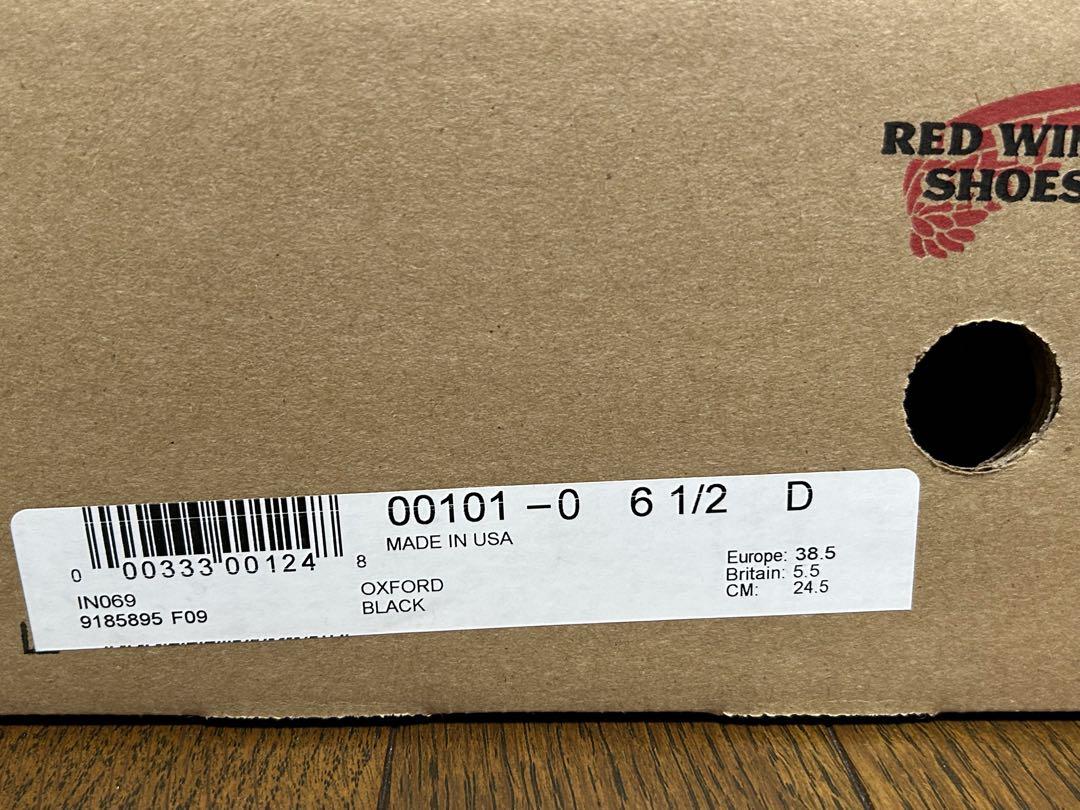 RED WIN
SHOES
00101 –0 6 1/2 D
MADE IN USA
0 00333 00124 8
IN069
9185895 F09
OXFORD
BLACK
Europe: 38.5
Britain: 5.5
CM: 24.5